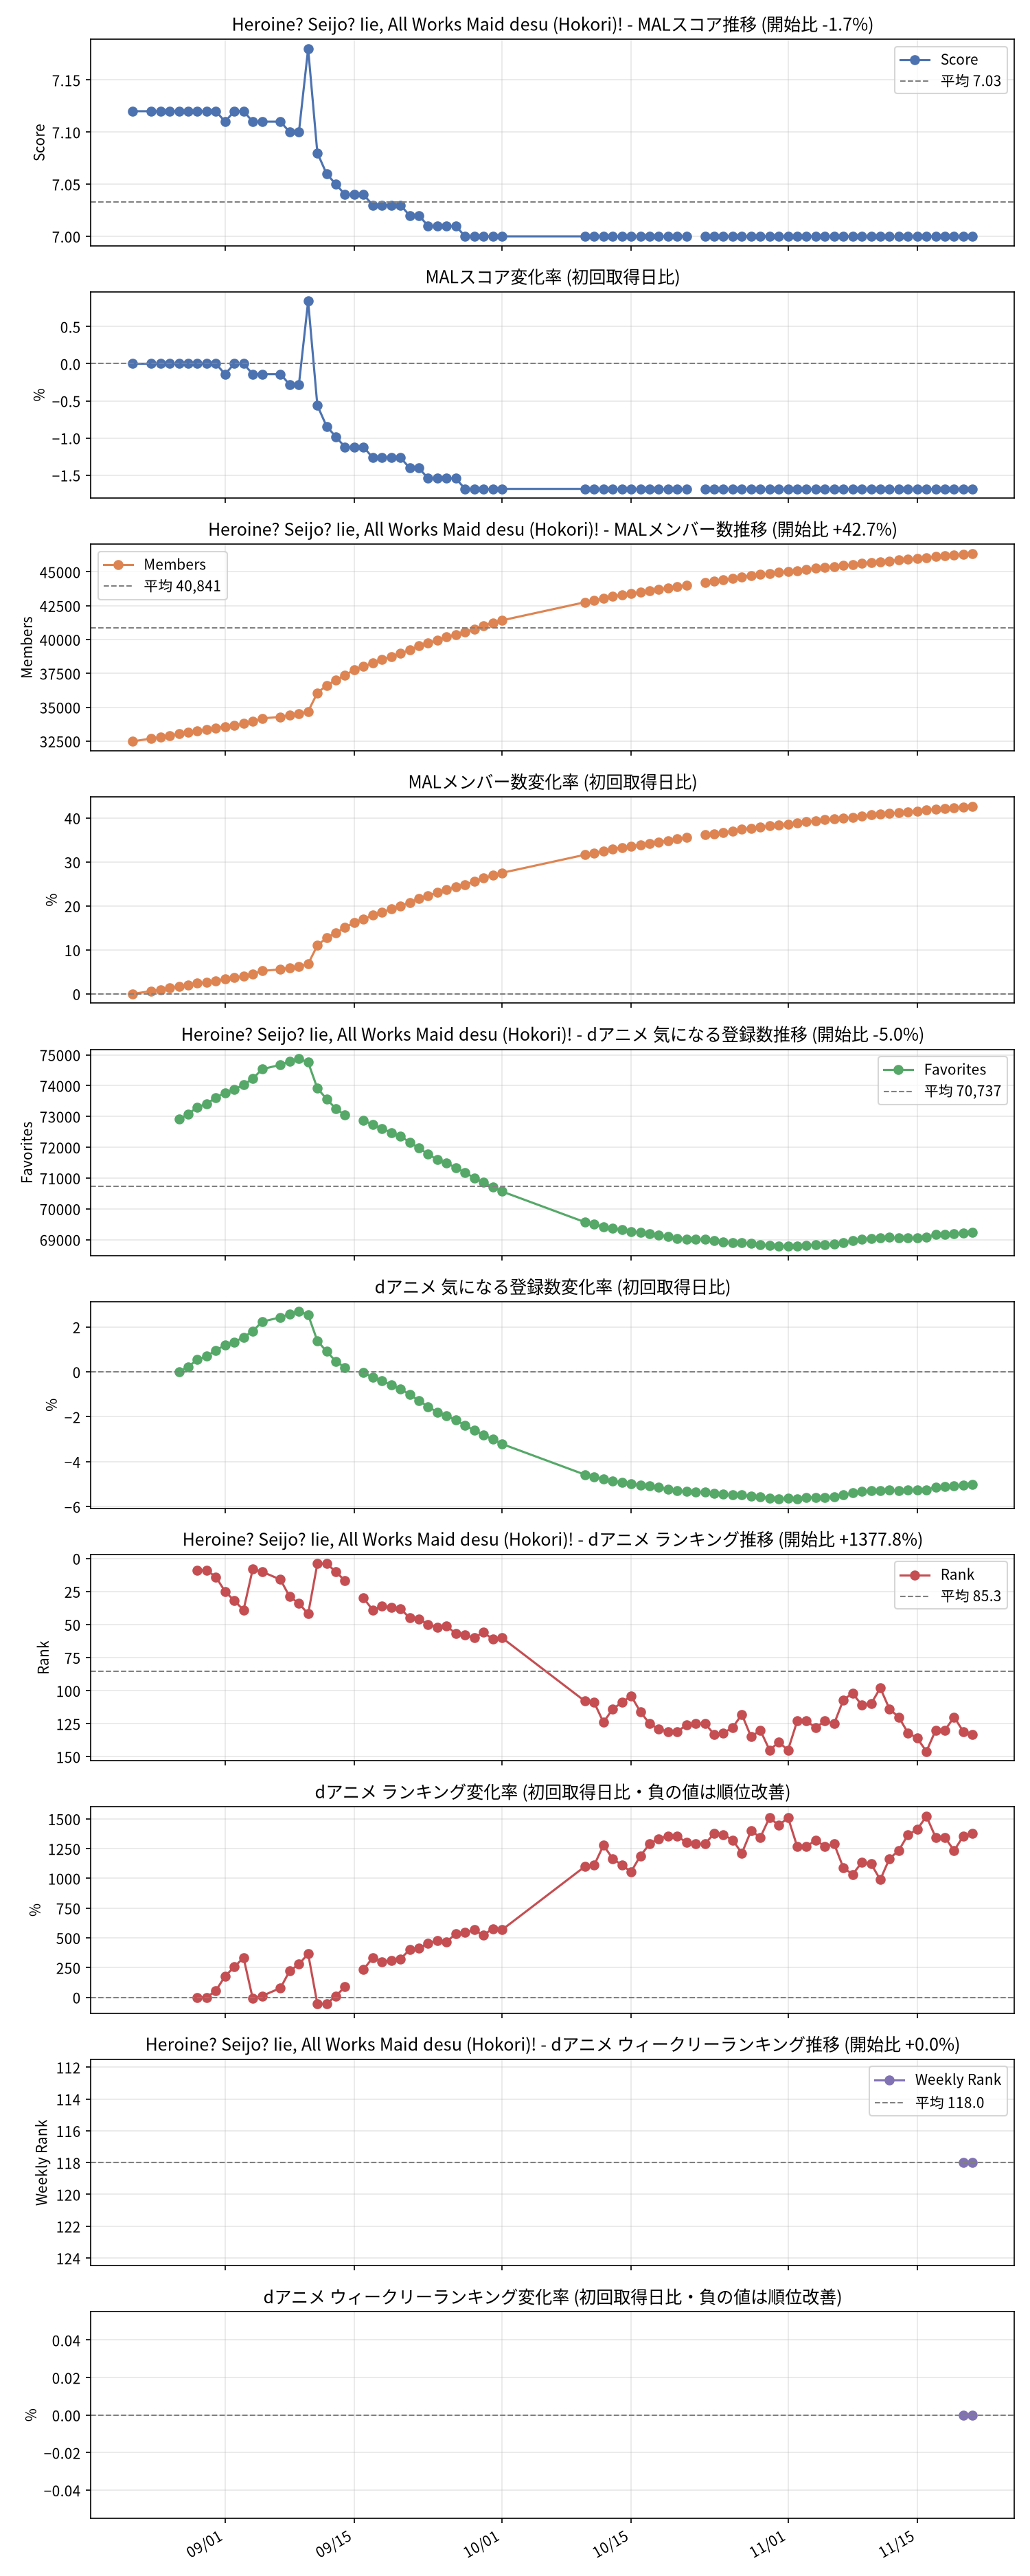 Heroine? Seijo? Iie, All Works Maid desu (Hokori)! - MALスコア推移 (開始比 -1.7%)
Score
平均 7.03
7.15
7.10
7.05
7.00
Score
MALスコア変化率 (初回取得日比)
0.5
0.0
−0.5
−1.0
−1.5
%
Heroine? Seijo? Iie, All Works Maid desu (Hokori)! - MALメンバー数推移 (開始比 +42.7%)
Members
平均 40,841
45000
42500
40000
37500
35000
32500
Members
MALメンバー数変化率 (初回取得日比)
40
30
20
10
0
%
Heroine? Seijo? Iie, All Works Maid desu (Hokori)! - dアニメ 気になる登録数推移 (開始比 -5.0%)
Favorites
平均 70,737
75000
74000
73000
72000
71000
70000
69000
Favorites
dアニメ 気になる登録数変化率 (初回取得日比)
2
0
−2
−4
−6
%
Heroine? Seijo? Iie, All Works Maid desu (Hokori)! - dアニメ ランキング推移 (開始比 +1377.8%)
Rank
平均 85.3
0
25
50
75
100
125
150
Rank
dアニメ ランキング変化率 (初回取得日比・負の値は順位改善)
1500
1250
1000
750
500
250
0
%
Heroine? Seijo? Iie, All Works Maid desu (Hokori)! - dアニメ ウィークリーランキング推移 (開始比 +0.0%)
Weekly Rank
平均 118.0
112
114
116
118
120
122
124
Weekly Rank
dアニメ ウィークリーランキング変化率 (初回取得日比・負の値は順位改善)
0.04
0.02
0.00
−0.02
−0.04
%
09/01
09/15
10/01
10/15
11/01
11/15